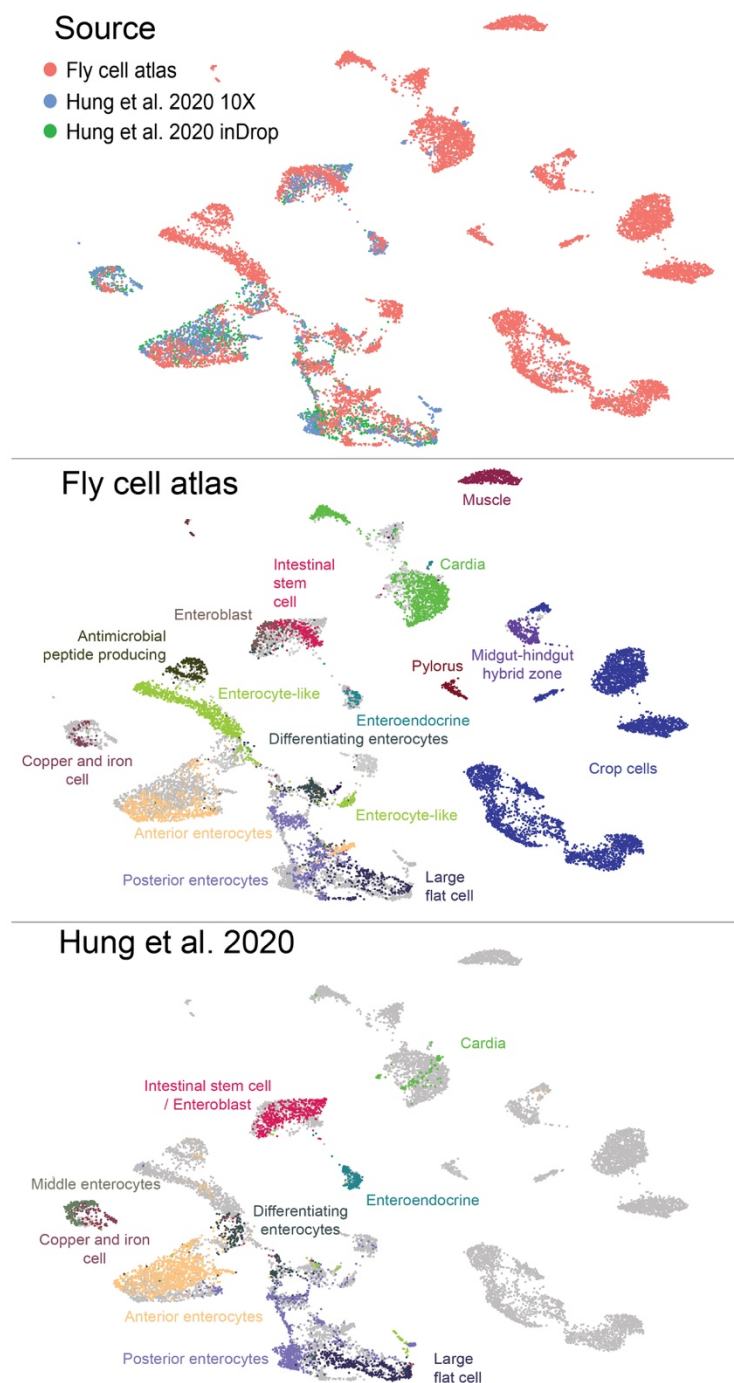 Source
Fly cell atlas
Hung et al. 2020 10X
Hung et al. 2020 inDrop
Fly cell atlas
Muscle
Intestinal
stem
cell
Cardia
Enteroblast
Antimicrobial
peptide producing
Midgut-hindgut
hybrid zone
Pylorus
Enterocyte-like
Enteroendocrine
Differentiating enterocytes
Copper and iron
cell
Crop cells
Anterior enterocytes
Enterocyte-like
Posterior enterocytes
Large
flat cell
Hung et al. 2020
Cardia
Intestinal stem cell
/ Enteroblast
Middle enterocytes
Enteroendocrine
Differentiating
enterocytes
Copper and iron
cell
Anterior enterocytes
Posterior enterocytes
Large
flat cell